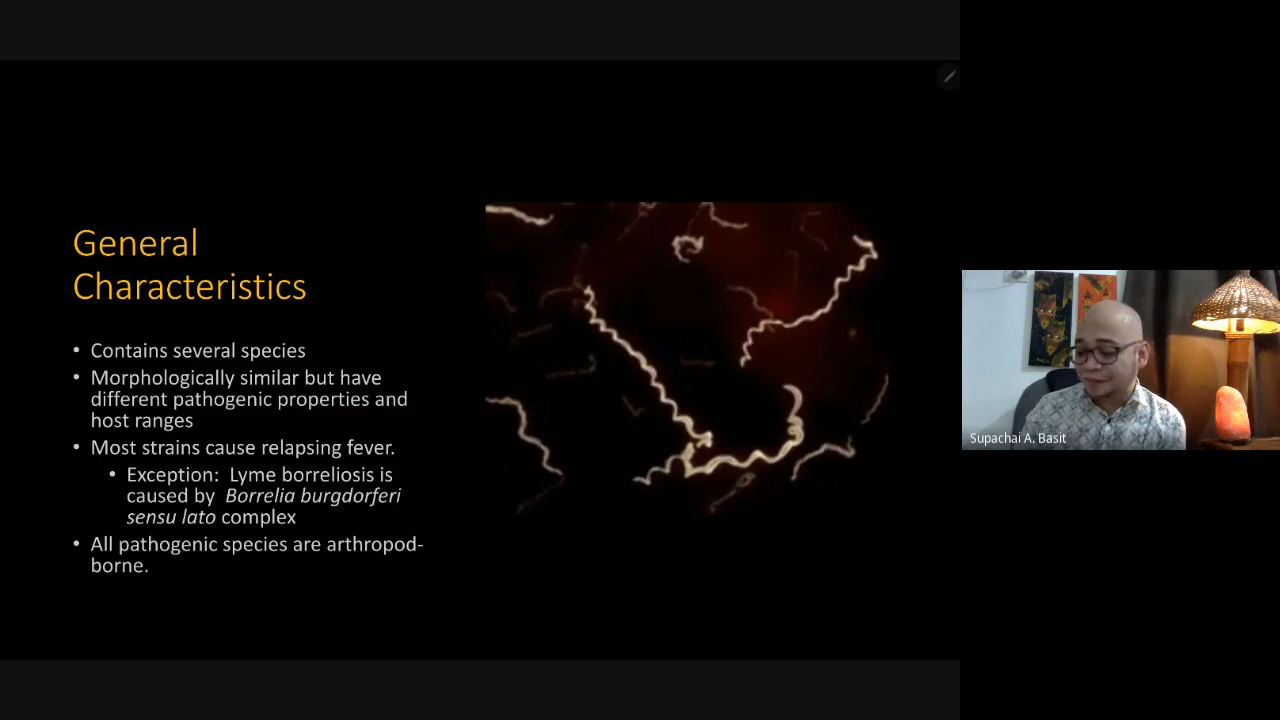 General
Characteristics
• Contains several species
• Morphologically similar but have
different pathogenic properties and
host ranges
• Most strains cause relapsing fever.
• Exception:  Lyme borreliosis is
caused by  Borrelia burgdorferi
sensu lato complex
• All pathogenic species are arthropod-
borne.
Supachai A. Basit